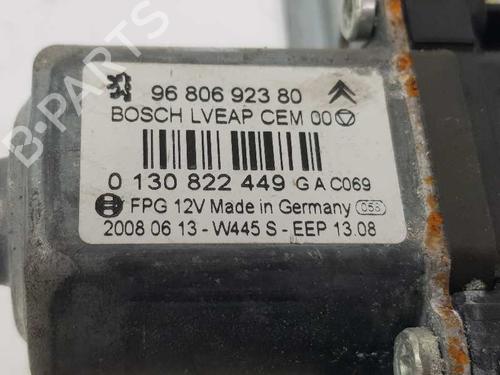 96 806 923 80
BOSCH LVEAP CEM 00
0 130 822 449 G A C069
FPG 12V Made in Germany 058
2008 06 13 - W445 S - EEP 13.08
B-PARTS